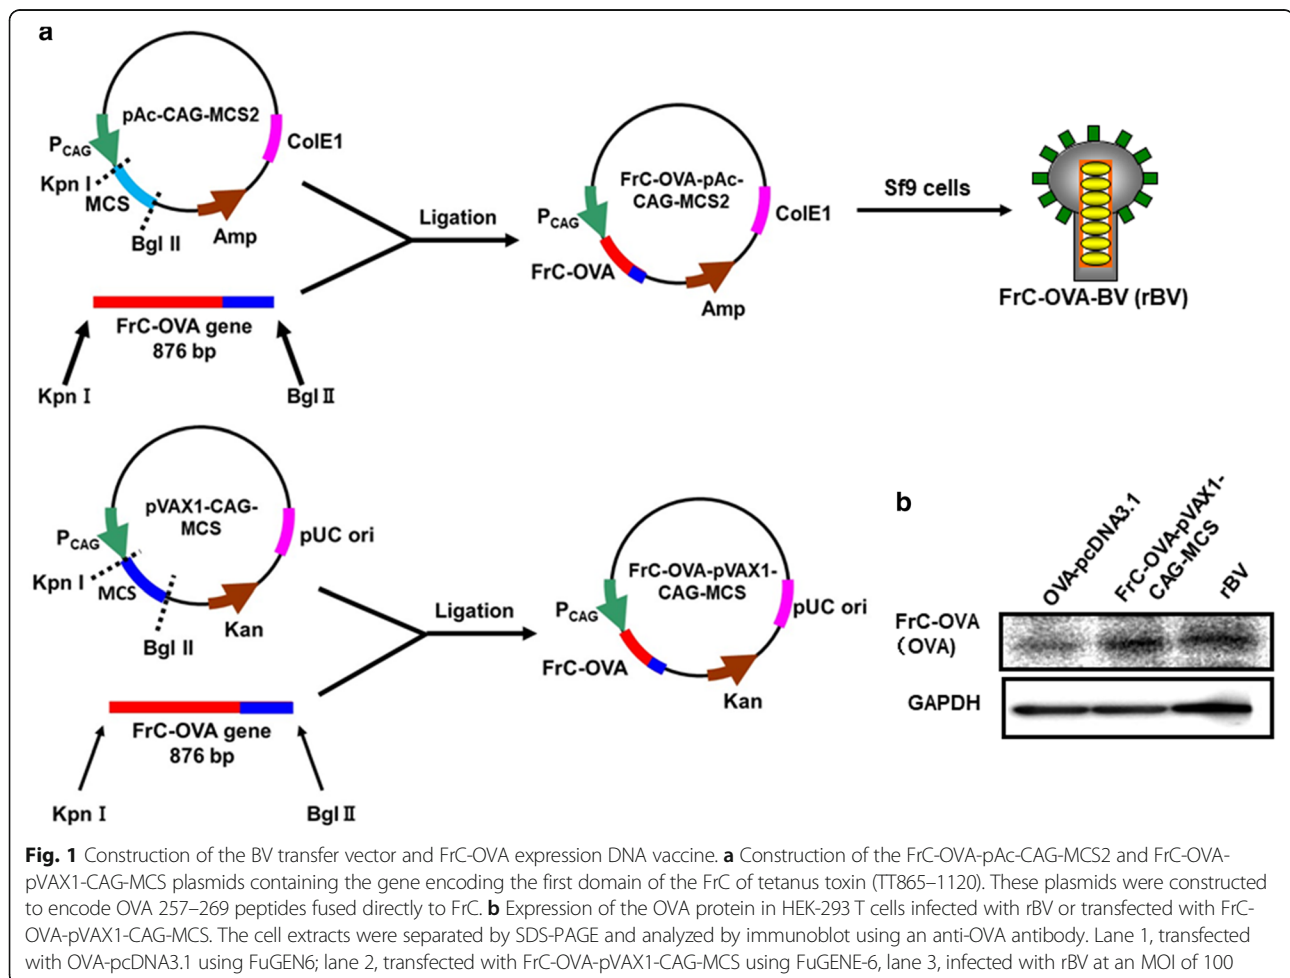 a
pAc-CAG-MCS2
PCAG
ColE1
Kpn I
MCS
Bgl II
Amp
FrC-OVA gene
876 bp
Kpn I
Bgl II
Ligation
FrC-OVA-pAc-
CAG-MCS2
PCAG
ColE1
FrC-OVA
Amp
Sf9 cells
FrC-OVA-BV (rBV)
pVAX1-CAG-
MCS
PCAG
pUC ori
Kpn I
MCS
Bgl II
Kan
FrC-OVA gene
876 bp
Kpn I
Bgl II
Ligation
FrC-OVA-pVAX1-
CAG-MCS
PCAG
pUC ori
FrC-OVA
Kan
b
OVA-pcDNA3.1
FrC-OVA-pVAX1-
CAG-MCS
rBV
FrC-OVA
(OVA)
GAPDH
Fig. 1 Construction of the BV transfer vector and FrC-OVA expression DNA vaccine. a Construction of the FrC-OVA-pAc-CAG-MCS2 and FrC-OVA-
pVAX1-CAG-MCS plasmids containing the gene encoding the first domain of the FrC of tetanus toxin (TT865–1120). These plasmids were constructed
to encode OVA 257–269 peptides fused directly to FrC. b Expression of the OVA protein in HEK-293 T cells infected with rBV or transfected with FrC-
OVA-pVAX1-CAG-MCS. The cell extracts were separated by SDS-PAGE and analyzed by immunoblot using an anti-OVA antibody. Lane 1, transfected
with OVA-pcDNA3.1 using FuGEN6; lane 2, transfected with FrC-OVA-pVAX1-CAG-MCS using FuGENE-6, lane 3, infected with rBV at an MOI of 100